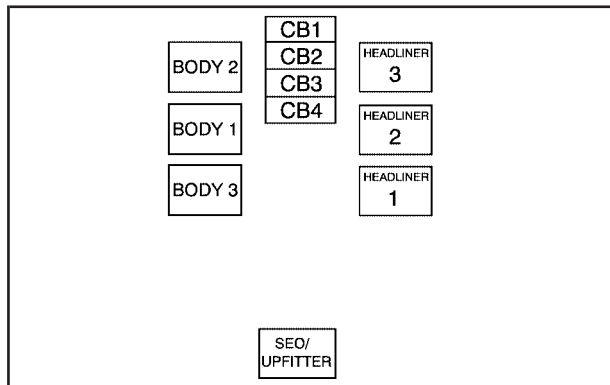 CB1
BODY 2
CB2
HEADLINER
3
CB3
CB4
BODY 1
HEADLINER
2
BODY 3
HEADLINER
1
SEO/
UPFITTER